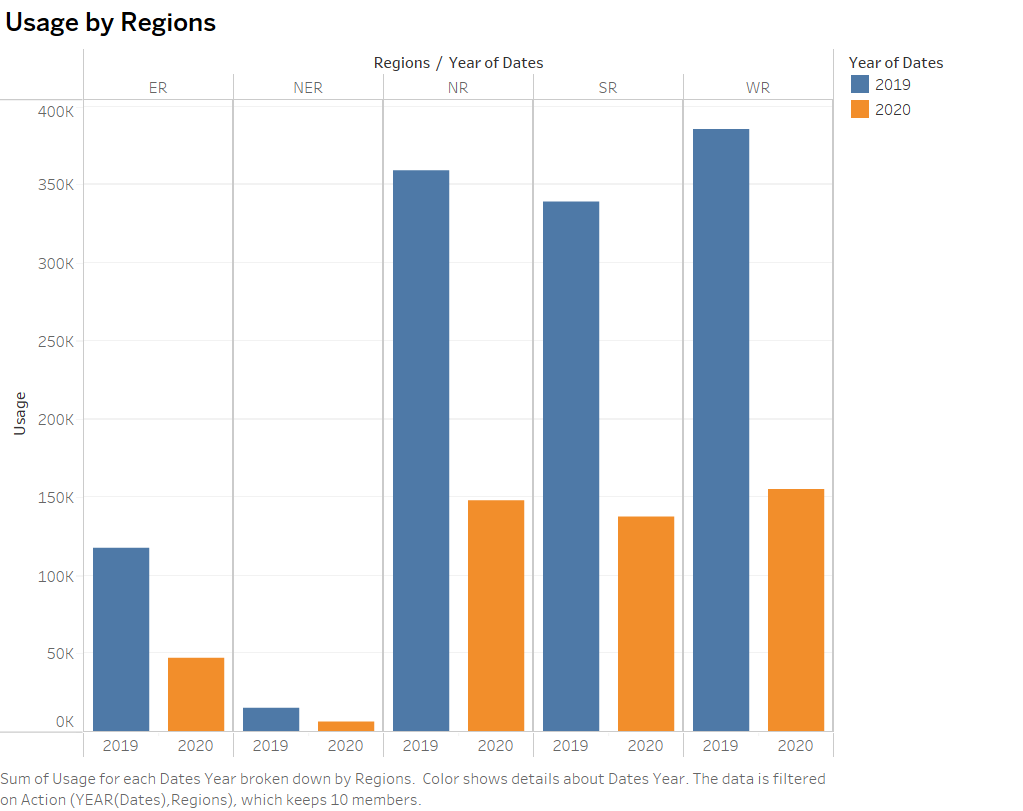 Usage by Regions
Regions / Year of Dates
ER NER NR SR WR
Year of Dates
2019
2020
400K
350K
300K
250K
200K
150K
100K
50K
0K
Usage
2019 2020 2019 2020 2019 2020 2019 2020 2019 2020
Sum of Usage for each Dates Year broken down by Regions. Color shows details about Dates Year. The data is filtered
on Action (YEAR(Dates),Regions), which keeps 10 members.